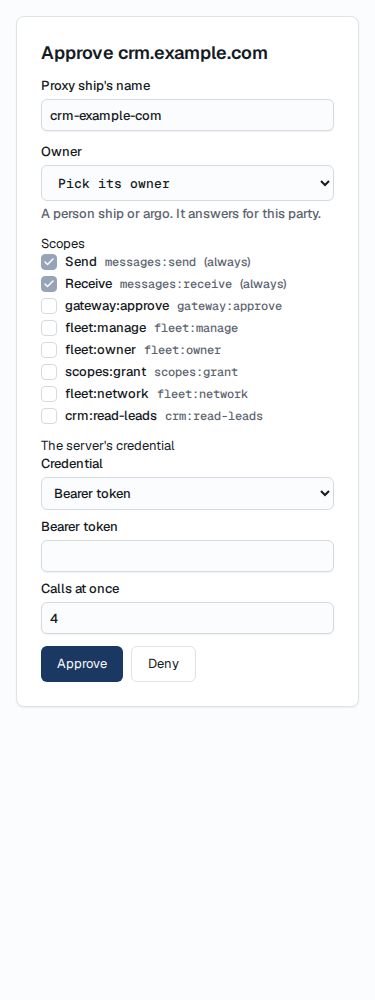 Approve crm.example.com
Proxy ship's name
crm-example-com
Owner
Pick its owner
A person ship or argo. It answers for this party.
Scopes
Send messages:send (always)
Receive messages:receive (always)
gateway:approve gateway:approve
fleet:manage fleet:manage
fleet:owner fleet:owner
scopes:grant scopes:grant
fleet:network fleet:network
crm:read-leads crm:read-leads
The server's credential
Credential
Bearer token
Bearer token
Calls at once
4
Approve Deny